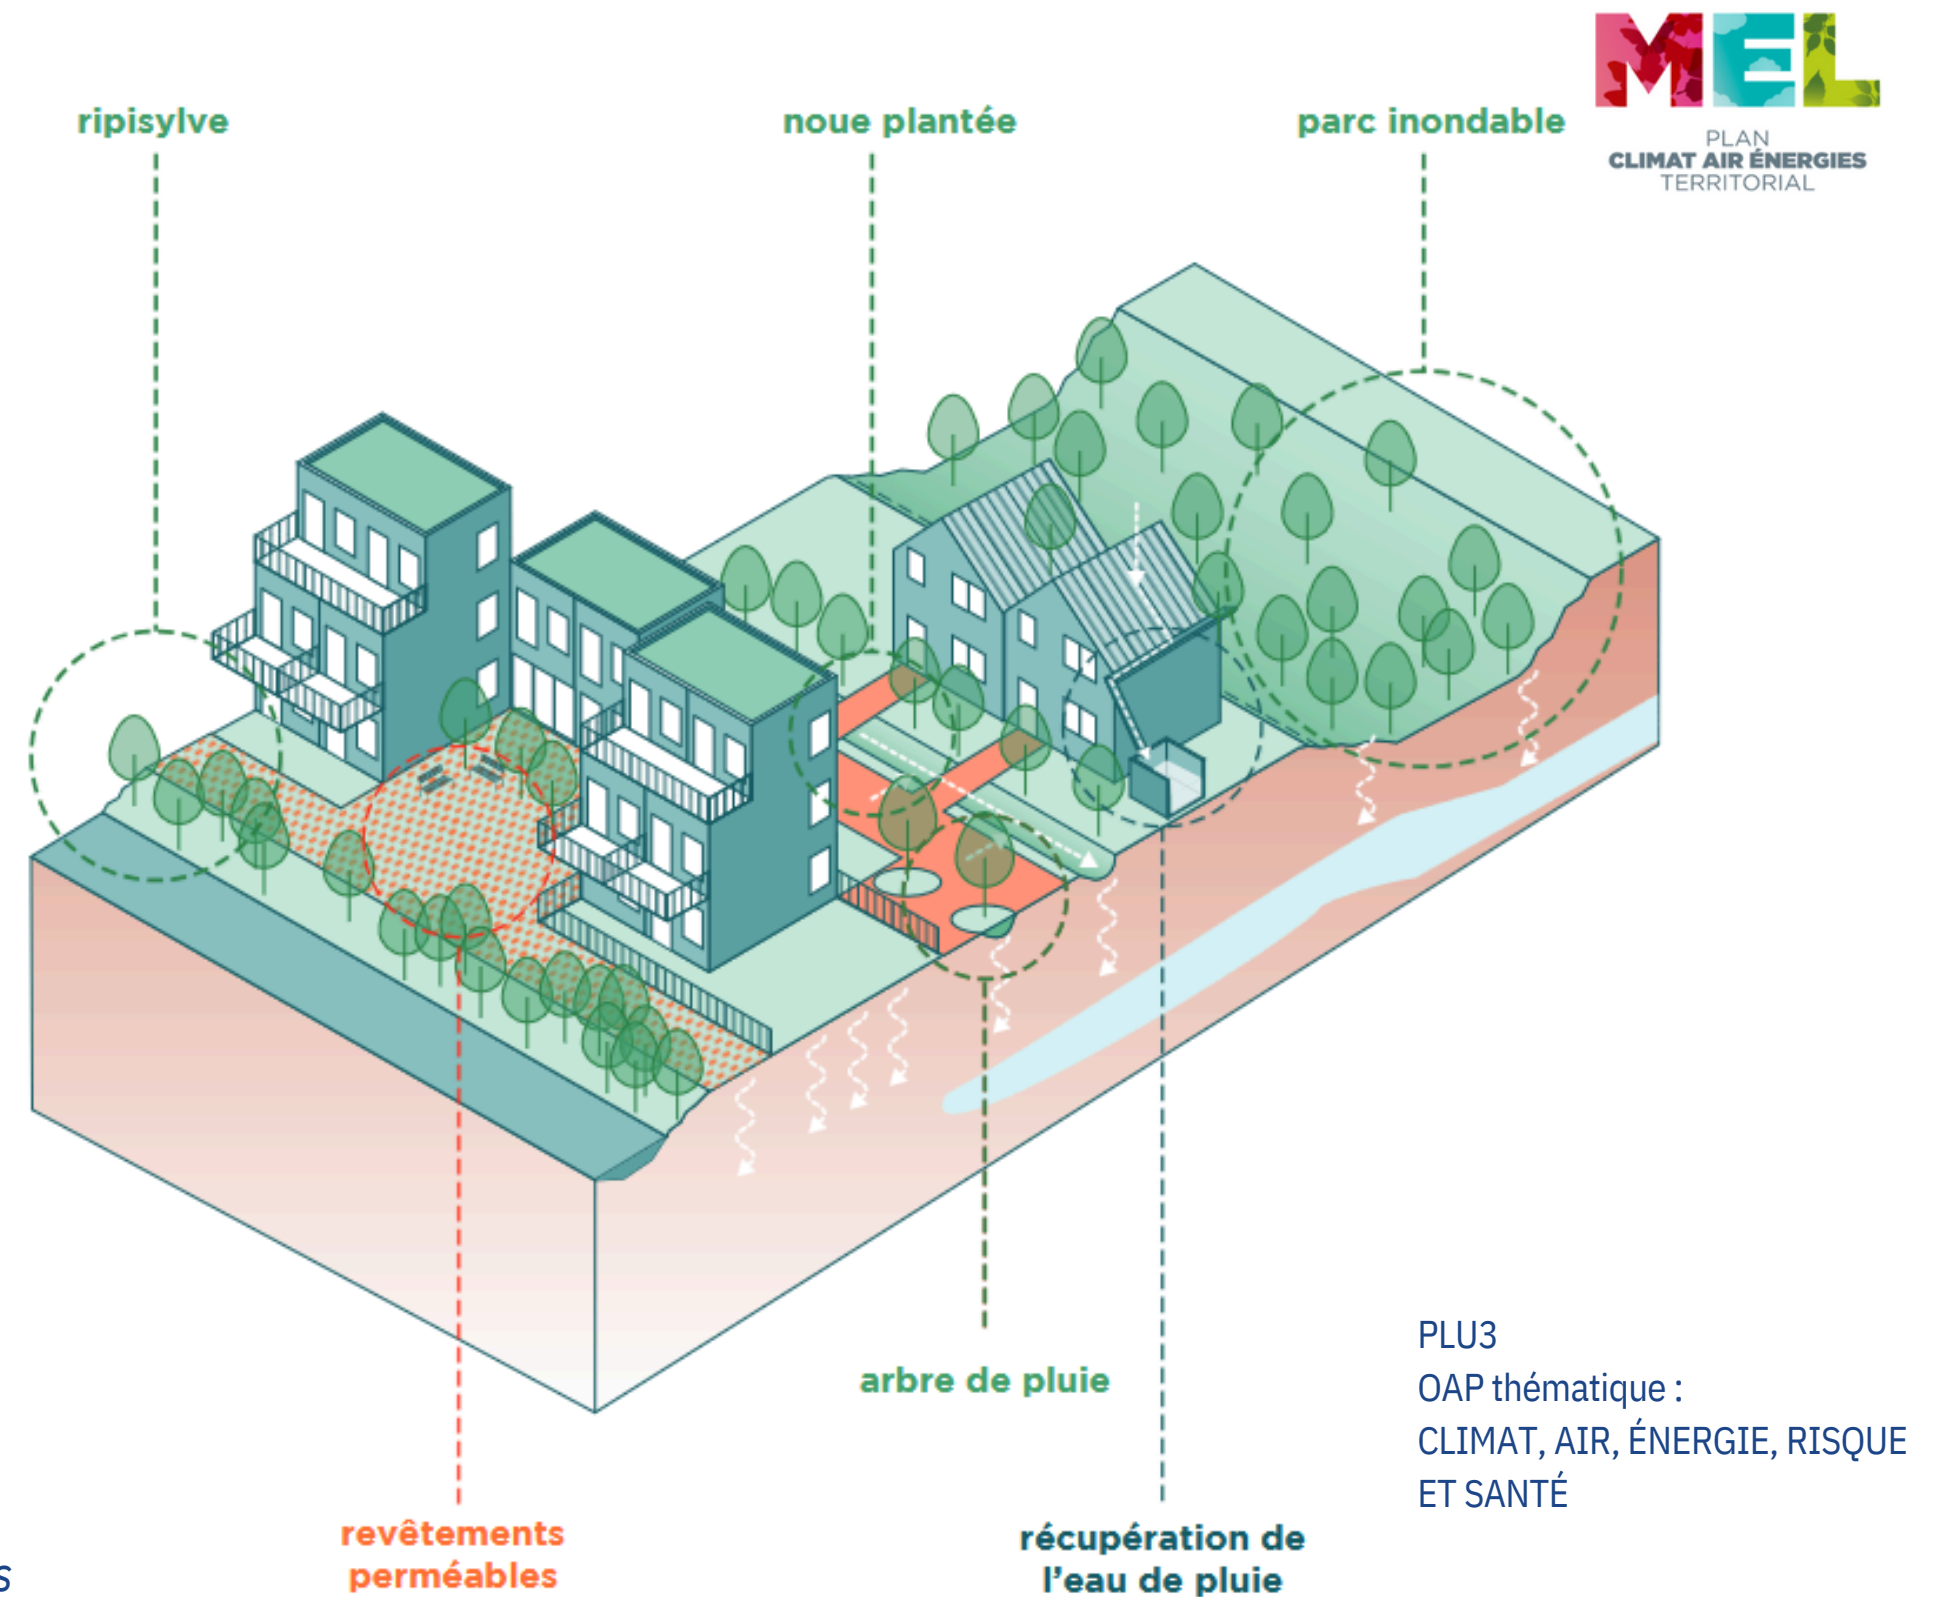 MEL
PLAN
CLIMAT AIR ÉNERGIES
TERRITORIAL
ripisylve
noue plantée
parc inondable
arbre de pluie
PLU3
OAP thématique :
CLIMAT, AIR, ÉNERGIE, RISQUE
ET SANTÉ
revêtements
perméables
récupération de
l'eau de pluie